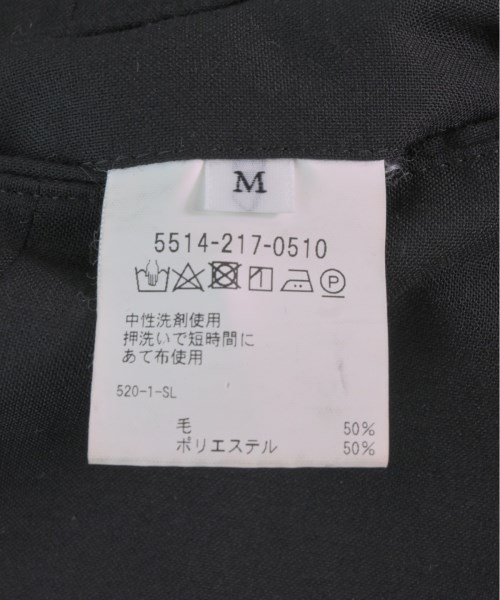 M
5514-217-0510
P
中性洗剤使用
押洗いで短時間に
あて布使用
520-1-SL
毛 50%
ポリエステル 50%